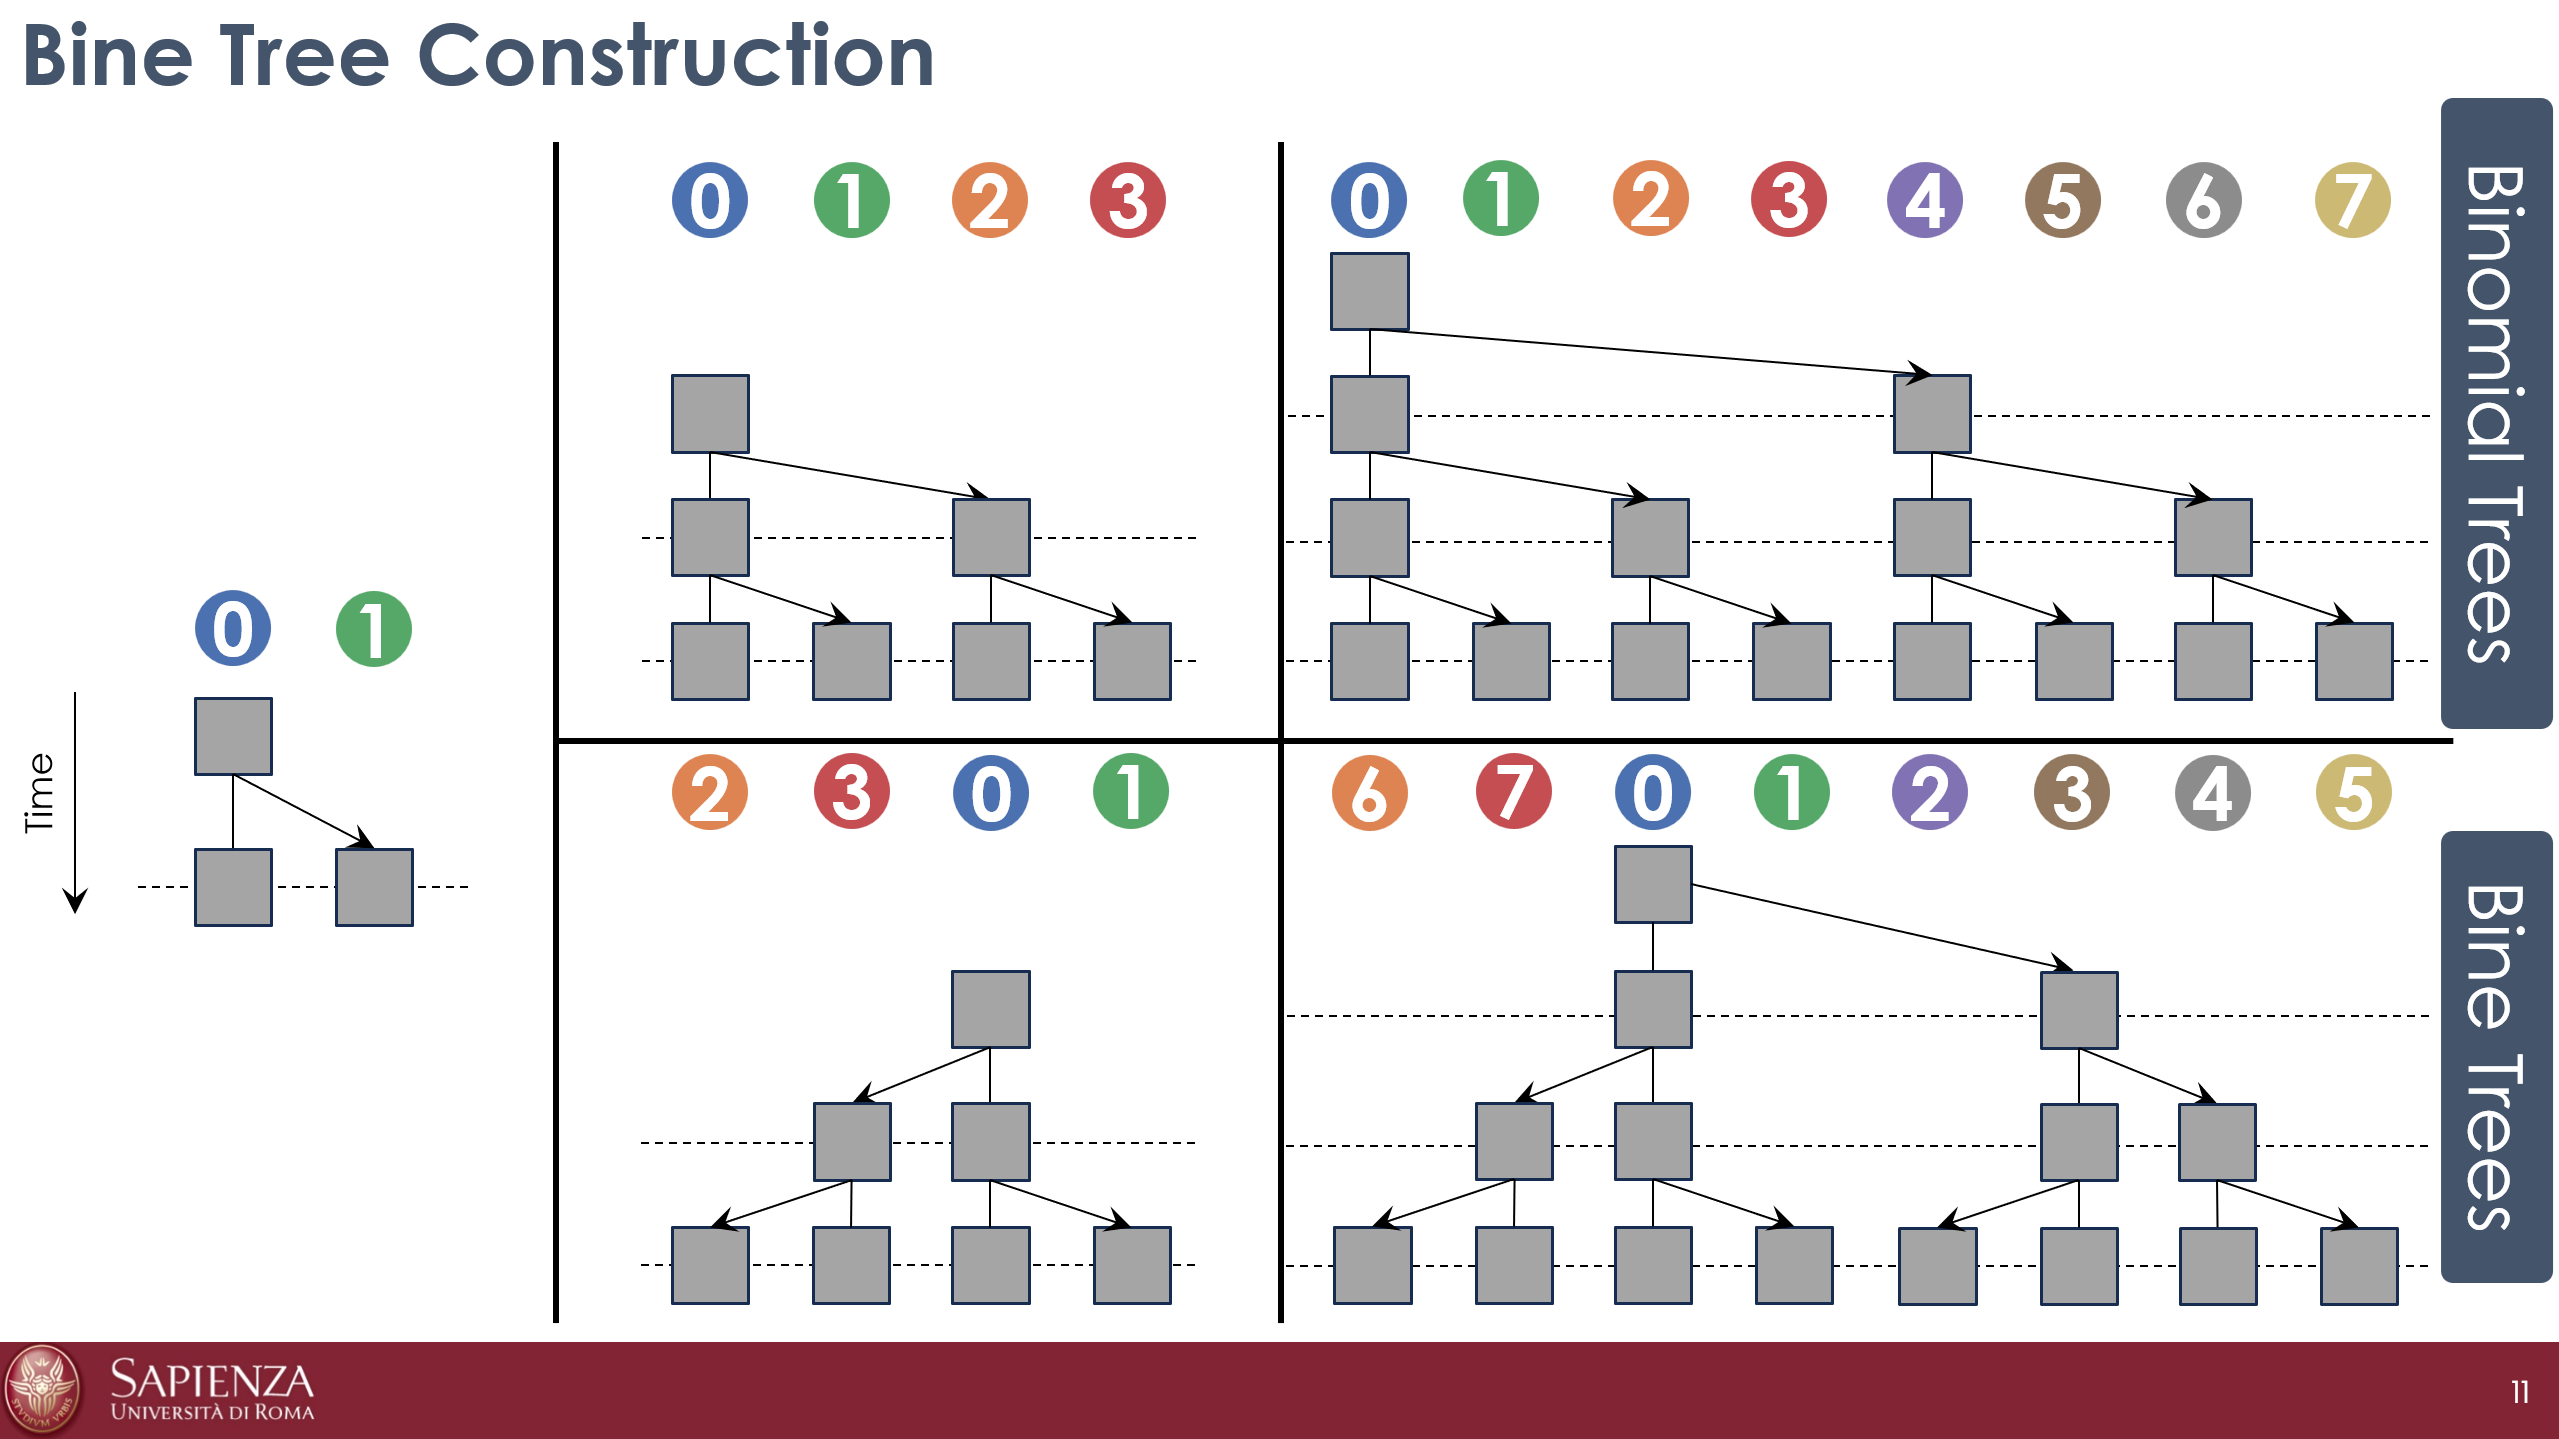 Bine Tree Construction
0 1 2 3
0 1 2 3 4 5 6 7
Binomial Trees
0 1
Time
2 3 0 1
6 7 0 1 2 3 4 5
Bine Trees
SAPIENZA
UNIVERSITÀ DI ROMA
STVDIVM VRBIS
11